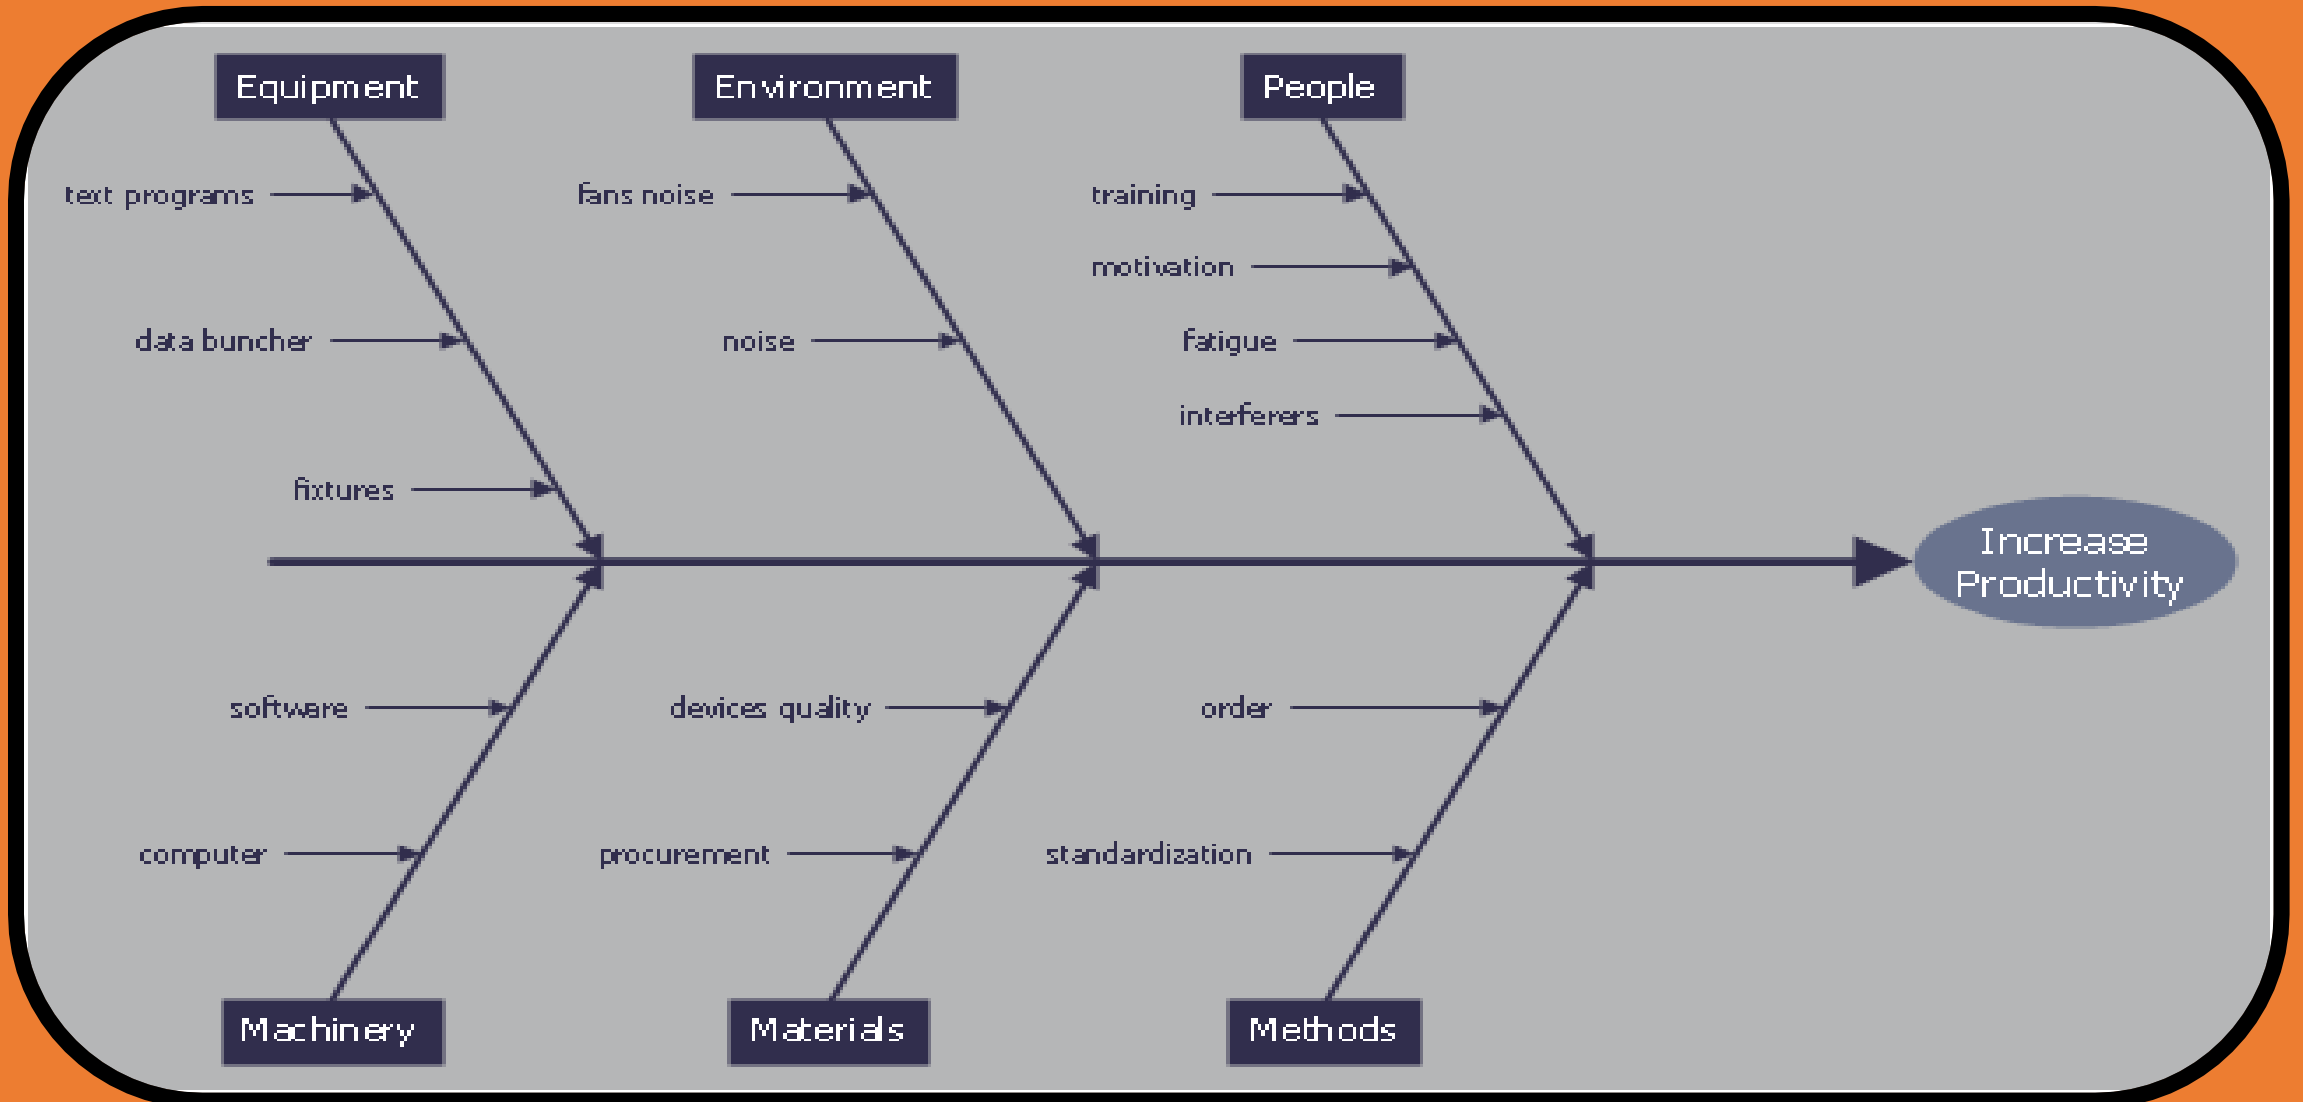 Equipment
Environment
People
text programs
fans noise
training
motivation
data buncher
noise
fatigue
interferers
fixtures
Increase
Productivity
software
devices quality
order
computer
procurement
standardization
Machinery
Materials
Methods